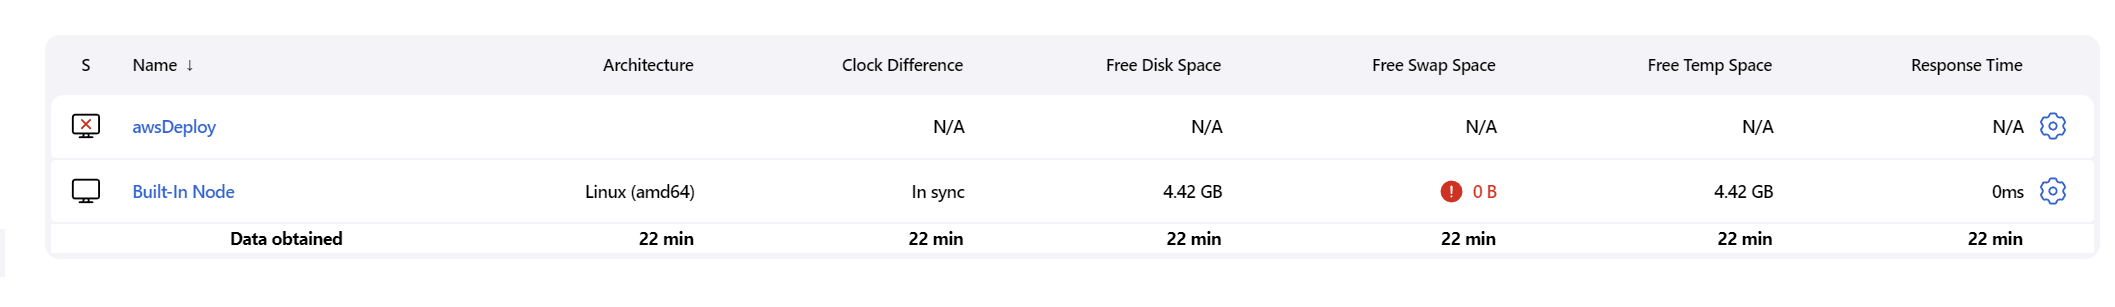 S Name ↓ Architecture Clock Difference Free Disk Space Free Swap Space Free Temp Space Response Time
awsDeploy N/A N/A N/A N/A N/A
Built-In Node Linux (amd64) In sync 4.42 GB 0 B 4.42 GB 0ms
Data obtained 22 min 22 min 22 min 22 min 22 min 22 min